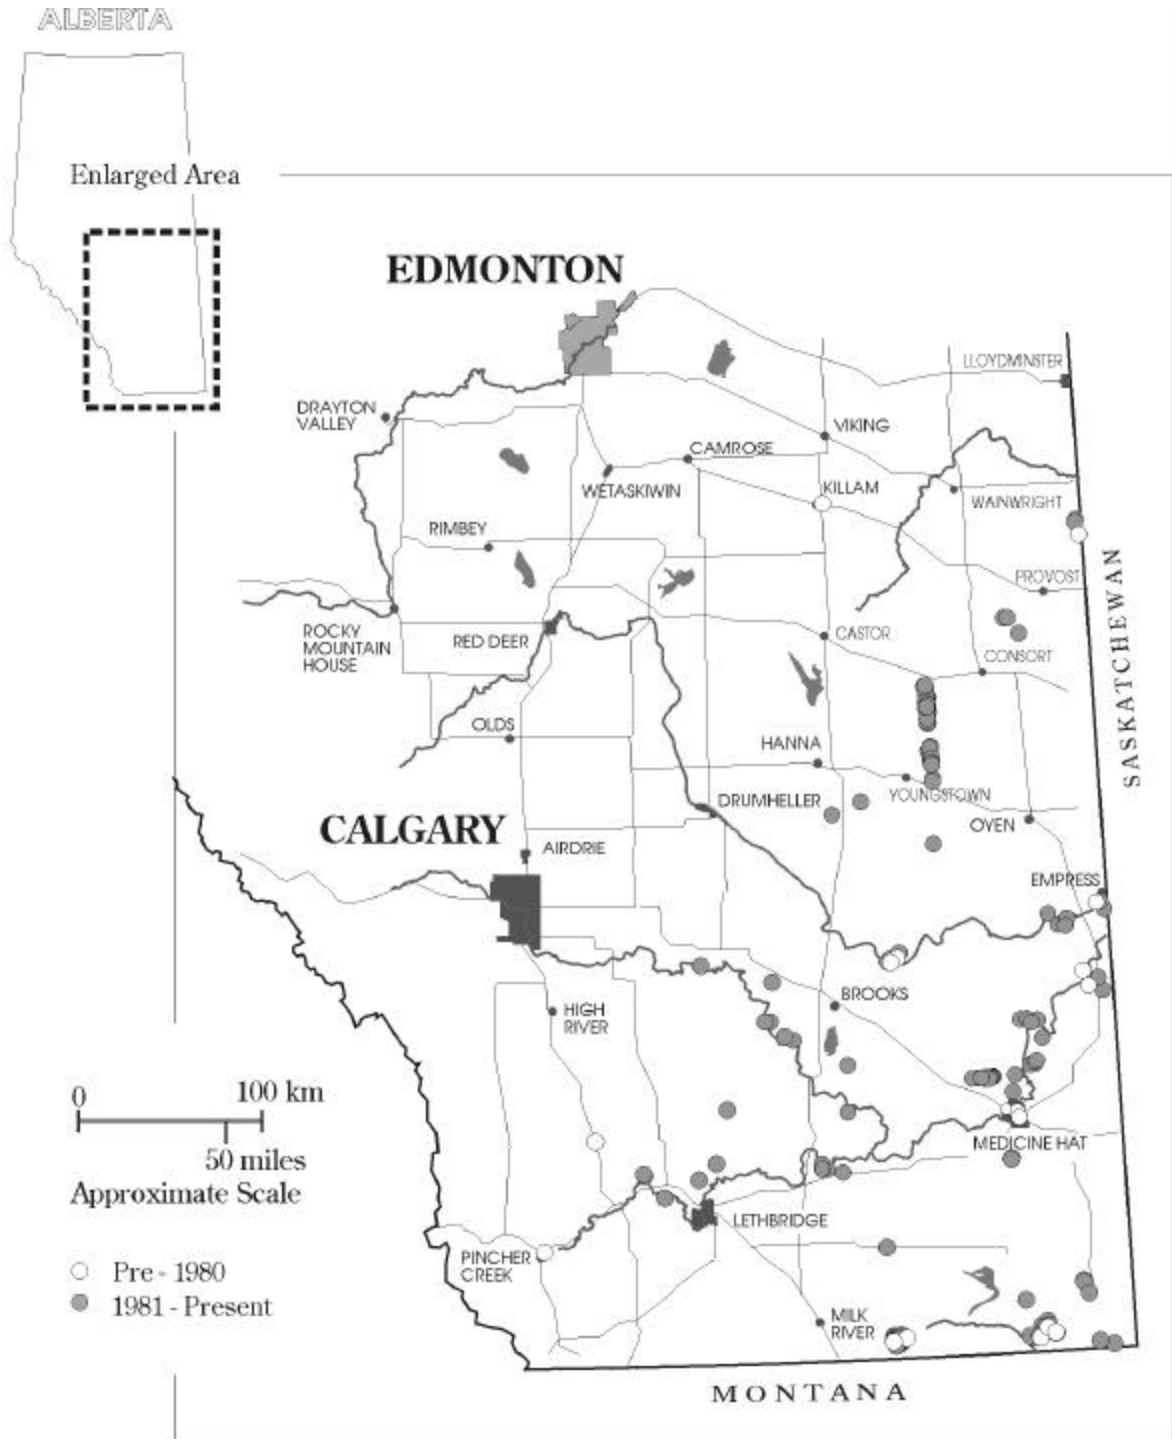 ALBERTA
Enlarged Area
EDMONTON
LLOYDMINSTER
DRAYTON
VALLEY
VIKING
CAMROSE
WETASKIWIN
KILLAM
WAINWRIGHT
RIMBEY
PROVOST
SASKATCHEWAN
ROCKY
MOUNTAIN
HOUSE
RED DEER
CASTOR
CONSORT
OLDS
HANNA
YOUNGSTOWN
DRUMHELLER
OYEN
CALGARY
AIRDRIE
EMPRESS
BROOKS
HIGH
RIVER
0
100 km
50 miles
Approximate Scale
MEDICINE HAT
LETHBRIDGE
PINCHER
CREEK
Pre - 1980
1981 - Present
MILK
RIVER
MONTANA